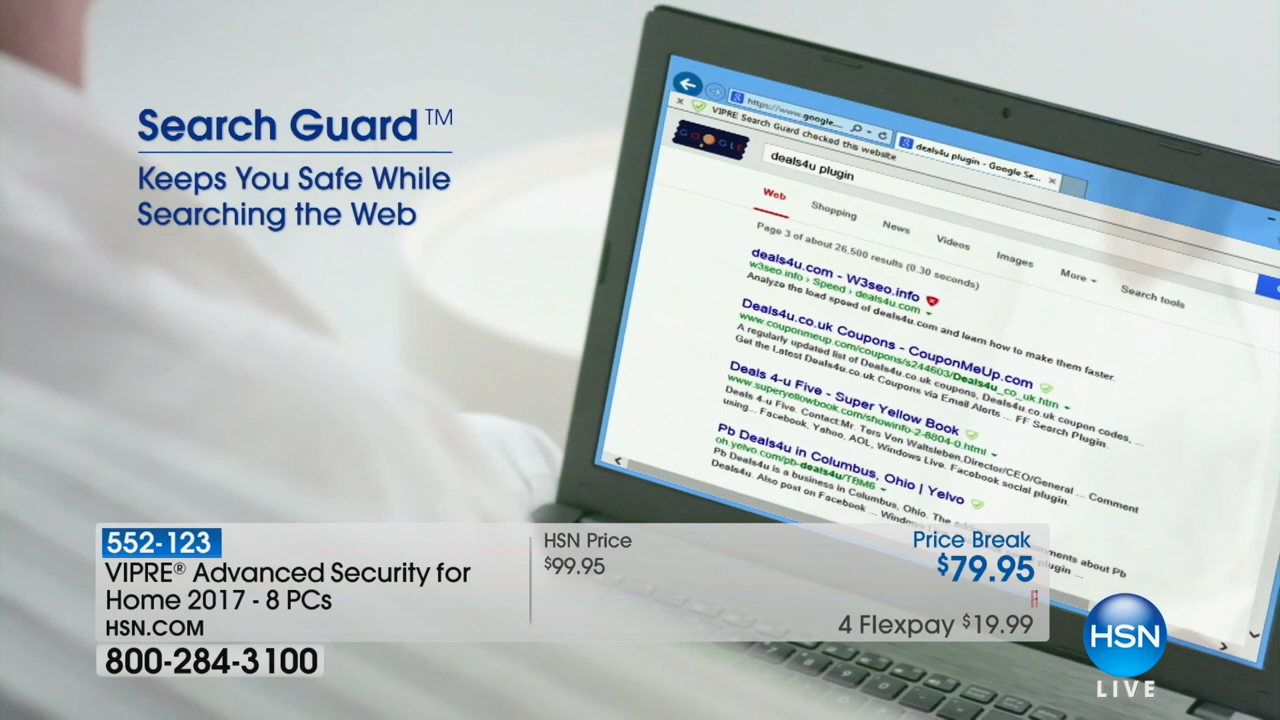 Search Guard™
Keeps You Safe While
Searching the Web
https://www.google....
deals4u plugin - Google Se...
VIPRE Search Guard checked this website
GOOGLE
deals4u plugin
Web Shopping News Videos Images More Search tools
Page 3 of about 26,500 results (0.30 seconds)
deals4u.com - W3seo.info
w3seo.info › Speed › deals4u.com
Analyze the load speed of deals4u.com and learn how to make them faster.
Deals4u.co.uk Coupons - CouponMeUp.com
www.couponmeup.com/coupons/s244603/Deals4u_co_uk.htm
A regularly updated list of Deals4u.co.uk coupons, Deals4u.co.uk coupon codes, ...
Get the Latest Deals4u.co.uk Coupons via Email Alerts ... FF Search Plugin.
Deals 4-u Five - Super Yellow Book
www.superyellowbook.com/showinfo-2-8804-0.html
Deals 4-u Five. Contact:Mr. Ters Von Waltsleben,Director/CEO/General ... Comment
using... Facebook, Yahoo, AOL, Windows Live. Facebook social plugin.
Pb Deals4u in Columbus, Ohio | Yelvo
oh.yelvo.com/pb-deals4u/TBM6
Pb Deals4u is a business in Columbus, Ohio. The
Deals4u. Also post on Facebook ... Windows
comments about Pb
plugin ...
552-123
VIPRE® Advanced Security for
Home 2017 - 8 PCs
HSN.COM
800-284-3100
HSN Price
$99.95
Price Break
$79.95
4 Flexpay $19.99
HSN
LIVE